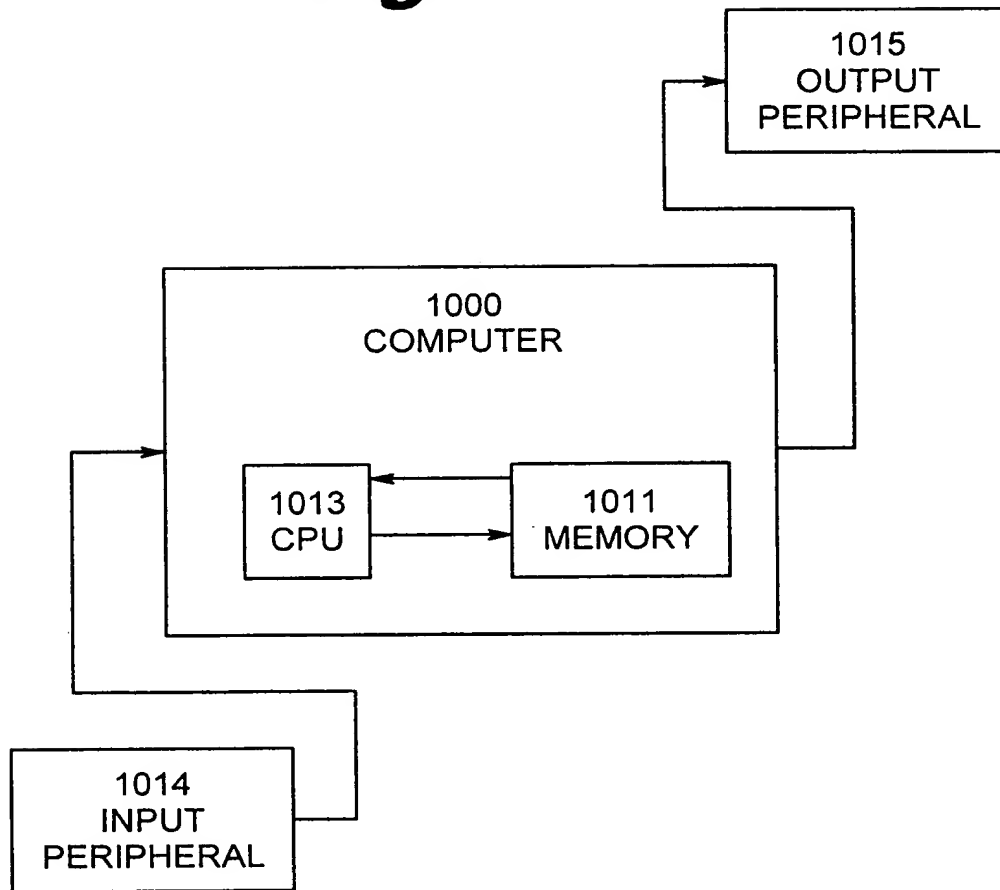 1015
OUTPUT
PERIPHERAL
1000
COMPUTER
1013
CPU
1011
MEMORY
1014
INPUT
PERIPHERAL